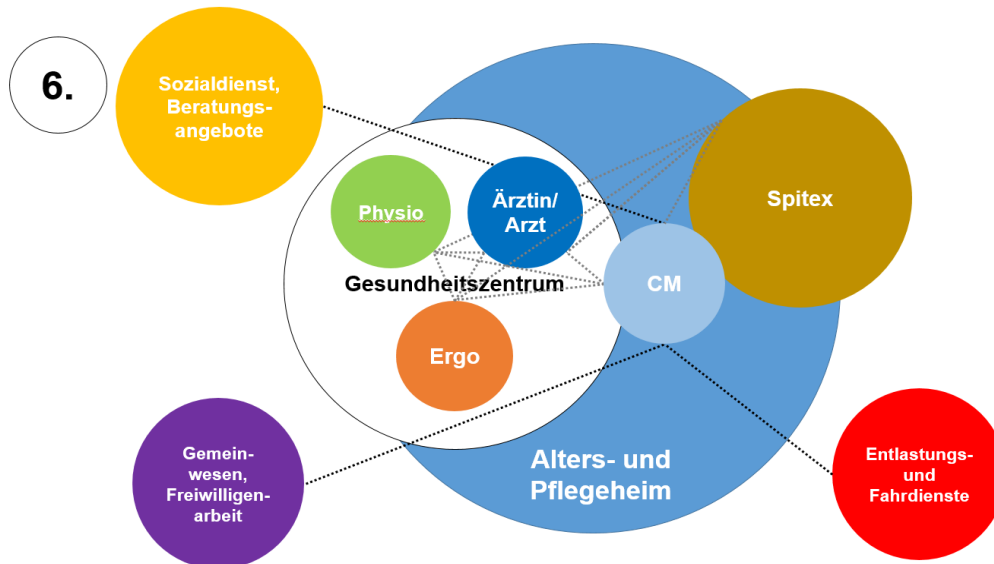 6.
Sozialdienst,
Beratungs-
angebote
Physio
Ärztin/
Arzt
Spitex
Gesundheitszentrum
CM
Ergo
Alters- und
Pflegeheim
Gemein-
wesen,
Freiwilligen-
arbeit
Entlastungs-
und
Fahrdienste